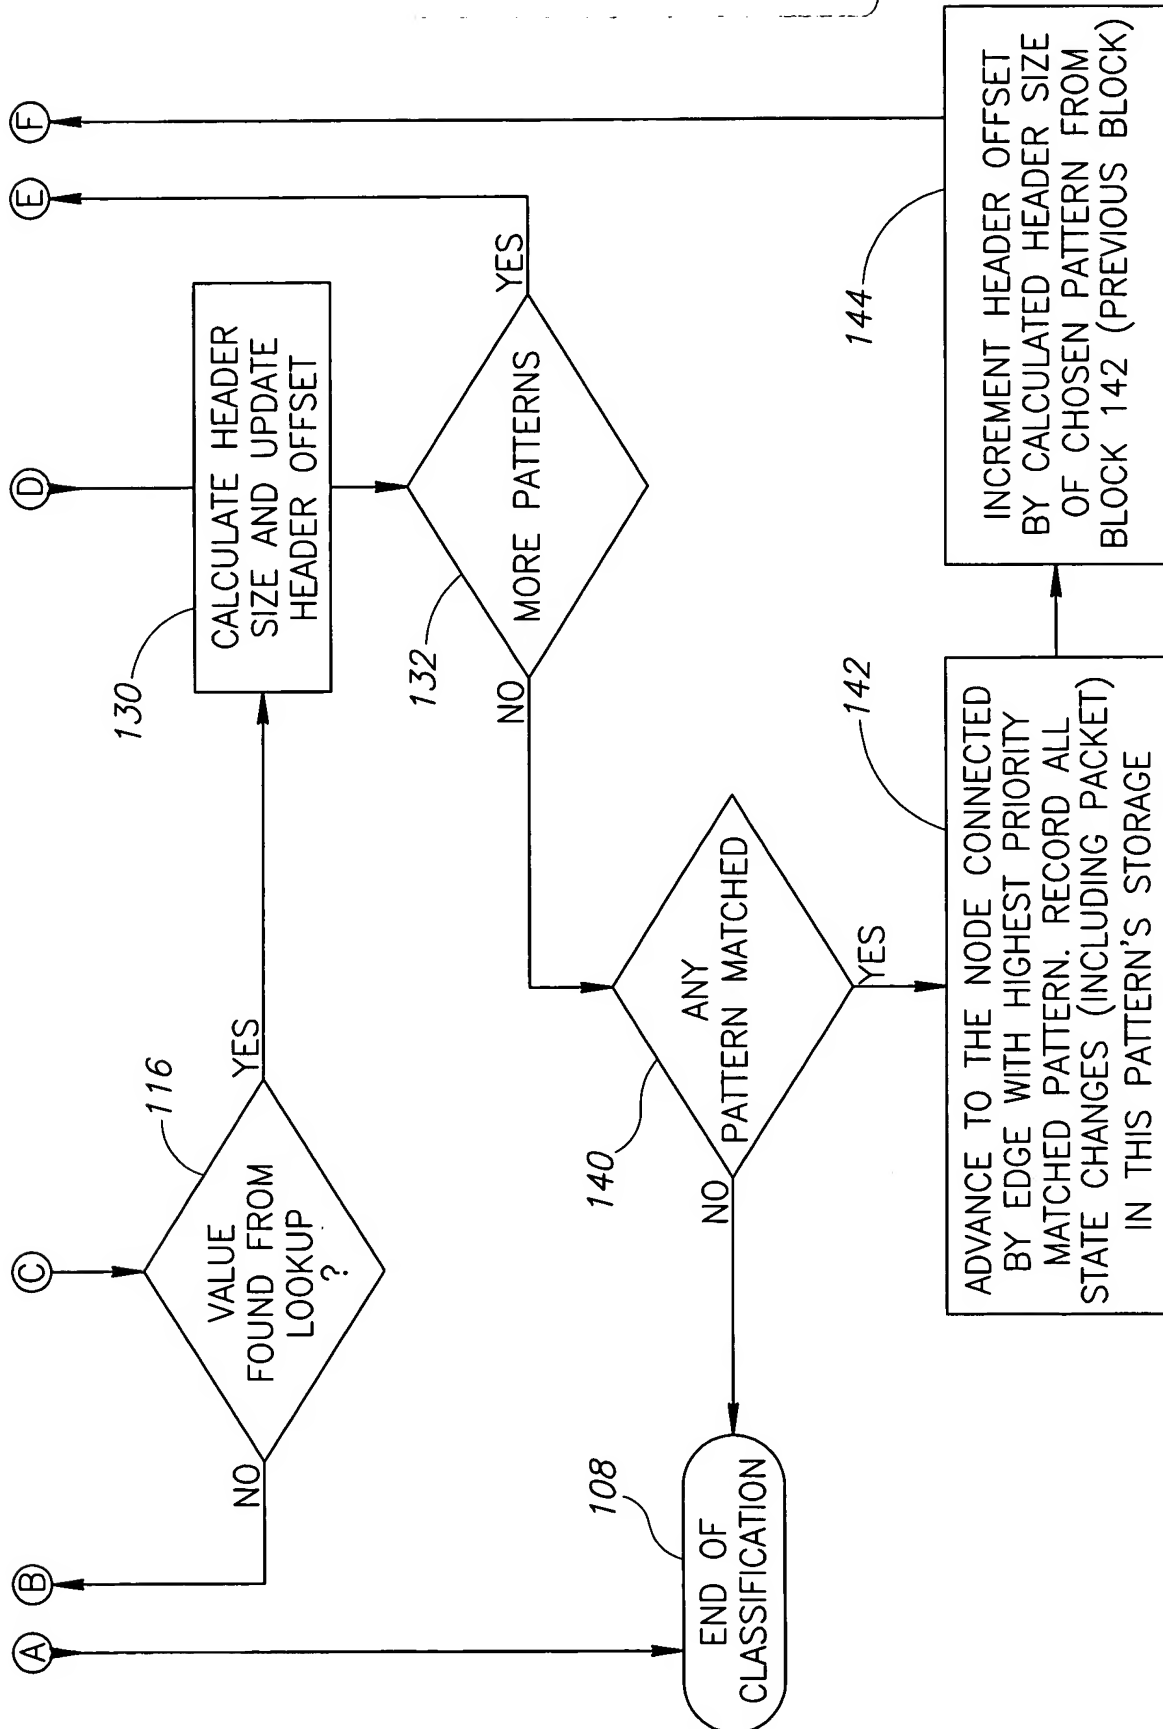 A
B
C
D
E
F
116
VALUE
FOUND FROM
LOOKUP
?
NO
YES
130
CALCULATE HEADER
SIZE AND UPDATE
HEADER OFFSET
132
MORE PATTERNS
YES
NO
140
ANY
PATTERN MATCHED
NO
YES
108
END OF
CLASSIFICATION
142
ADVANCE TO THE NODE CONNECTED
BY EDGE WITH HIGHEST PRIORITY
MATCHED PATTERN. RECORD ALL
STATE CHANGES (INCLUDING PACKET)
IN THIS PATTERN'S STORAGE
144
INCREMENT HEADER OFFSET
BY CALCULATED HEADER SIZE
OF CHOSEN PATTERN FROM
BLOCK 142 (PREVIOUS BLOCK)